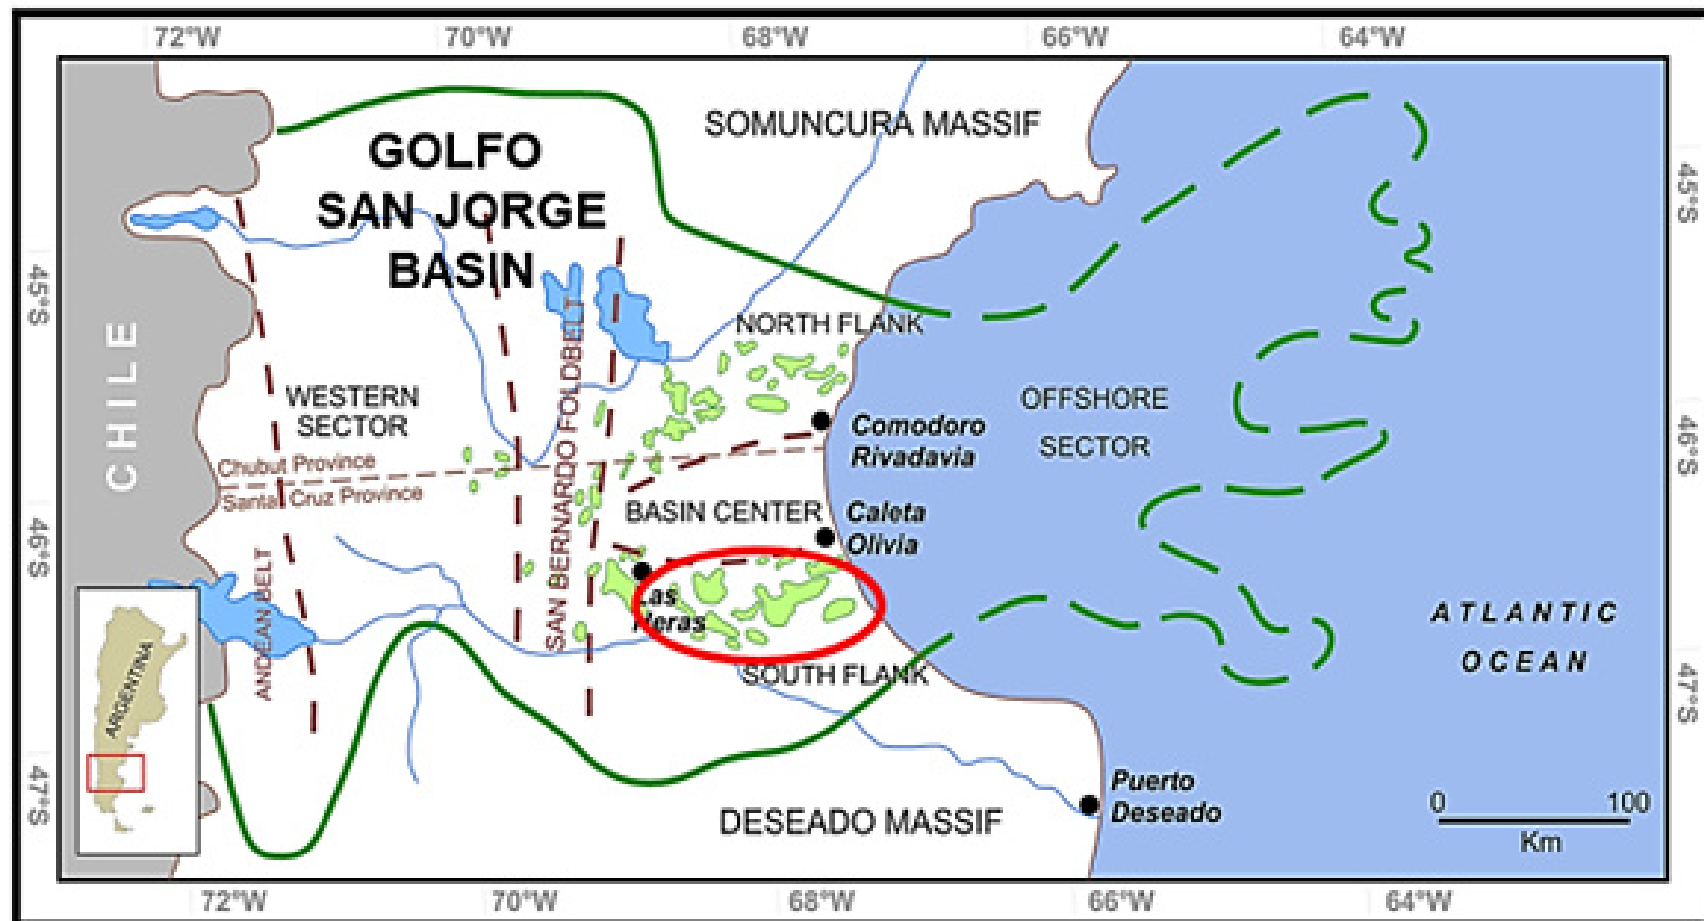 72°W 70°W 68°W 66°W 64°W
SOMUNCURA MASSIF
GOLFO
SAN JORGE
BASIN
45°S
45°S
NORTH FLANK
CHILE
WESTERN
SECTOR
SAN BERNARDO FOLDBELT
OFFSHORE
SECTOR
Comodoro
Rivadavia
46°S
Chubut Province
Santa Cruz Province
BASIN CENTER
Caleta
Olivia
46°S
ANDEAN BELT
Las
Heras
ATLANTIC
OCEAN
SOUTH FLANK
47°S
ARGENTINA
47°S
DESEADO MASSIF
Puerto
Deseado
0 100
Km
72°W 70°W 68°W 66°W 64°W